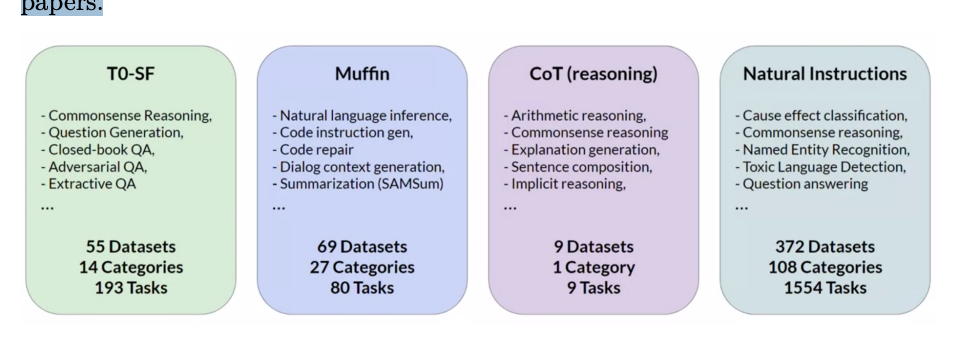 papers.
T0-SF
- Commonsense Reasoning,
- Question Generation,
- Closed-book QA,
- Adversarial QA,
- Extractive QA
...
55 Datasets
14 Categories
193 Tasks
Muffin
- Natural language inference,
- Code instruction gen,
- Code repair
- Dialog context generation,
- Summarization (SAMSum)
...
69 Datasets
27 Categories
80 Tasks
CoT (reasoning)
- Arithmetic reasoning,
- Commonsense reasoning
- Explanation generation,
- Sentence composition,
- Implicit reasoning,
...
9 Datasets
1 Category
9 Tasks
Natural Instructions
- Cause effect classification,
- Commonsense reasoning,
- Named Entity Recognition,
- Toxic Language Detection,
- Question answering
...
372 Datasets
108 Categories
1554 Tasks